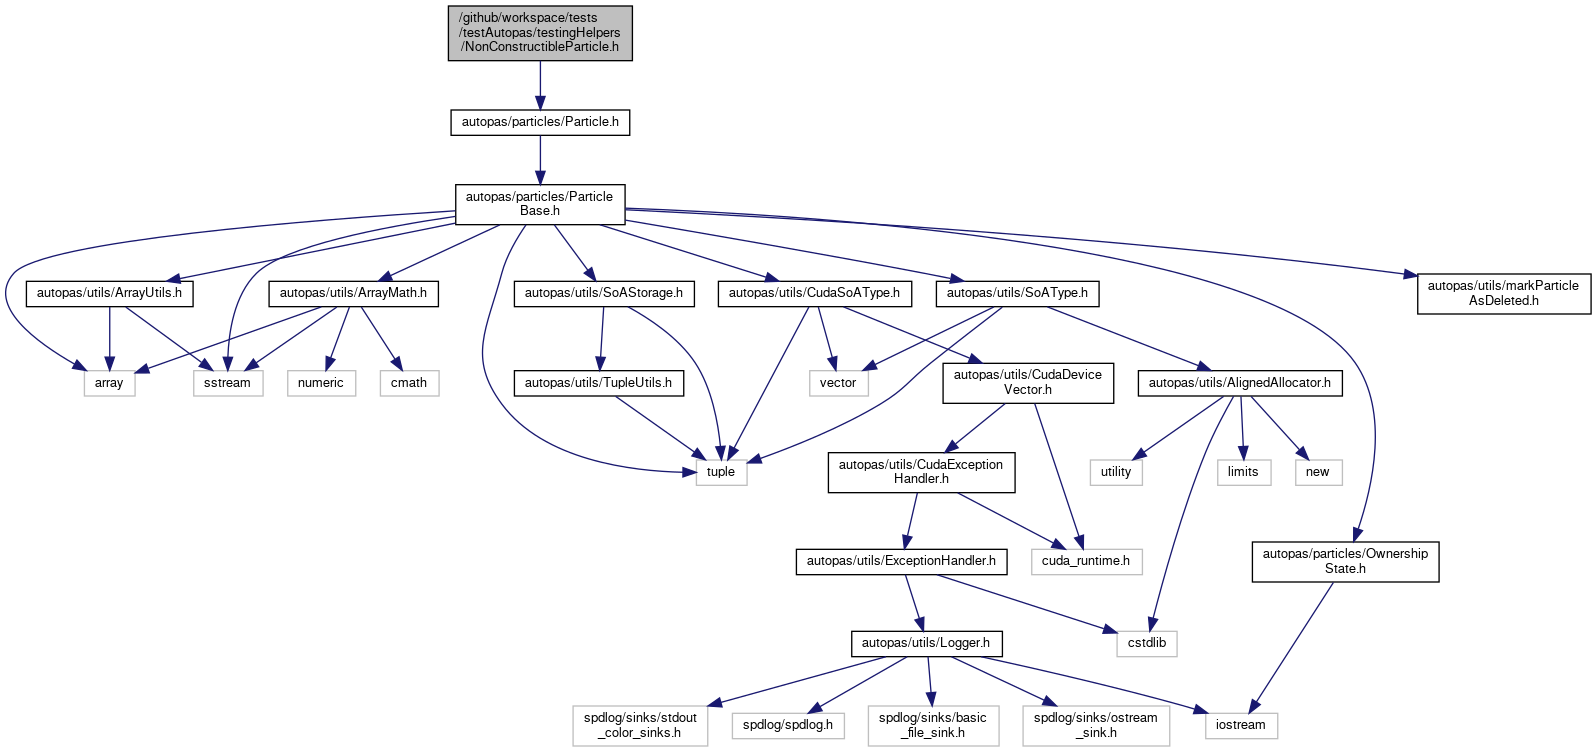 /github/workspace/tests
/testAutopas/testingHelpers
/NonConstructibleParticle.h
autopas/particles/Particle.h
autopas/particles/Particle
Base.h
autopas/utils/ArrayUtils.h
autopas/utils/ArrayMath.h
autopas/utils/SoAStorage.h
autopas/utils/CudaSoAType.h
autopas/utils/SoAType.h
autopas/utils/markParticle
AsDeleted.h
array
sstream
numeric
cmath
autopas/utils/TupleUtils.h
vector
autopas/utils/CudaDevice
Vector.h
autopas/utils/AlignedAllocator.h
tuple
autopas/utils/CudaException
Handler.h
utility
limits
new
autopas/utils/ExceptionHandler.h
cuda_runtime.h
autopas/particles/Ownership
State.h
autopas/utils/Logger.h
cstdlib
spdlog/sinks/stdout
_color_sinks.h
spdlog/spdlog.h
spdlog/sinks/basic
_file_sink.h
spdlog/sinks/ostream
_sink.h
iostream